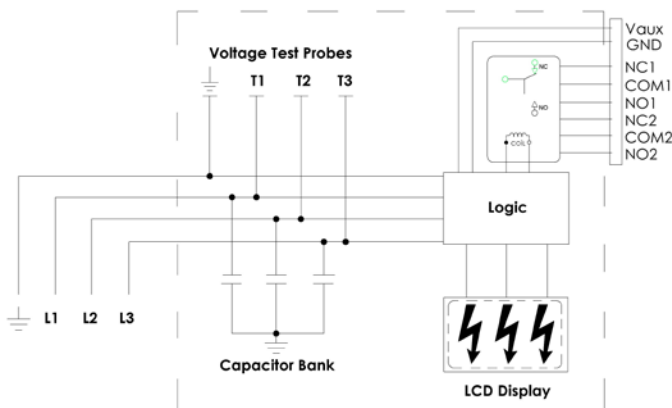 Voltage Test Probes
T1 T2 T3
Vaux
GND
NC1
COM1
NO1
NC2
COM2
NO2
NC
NO
COIL
Logic
L1 L2 L3
Capacitor Bank
LCD Display